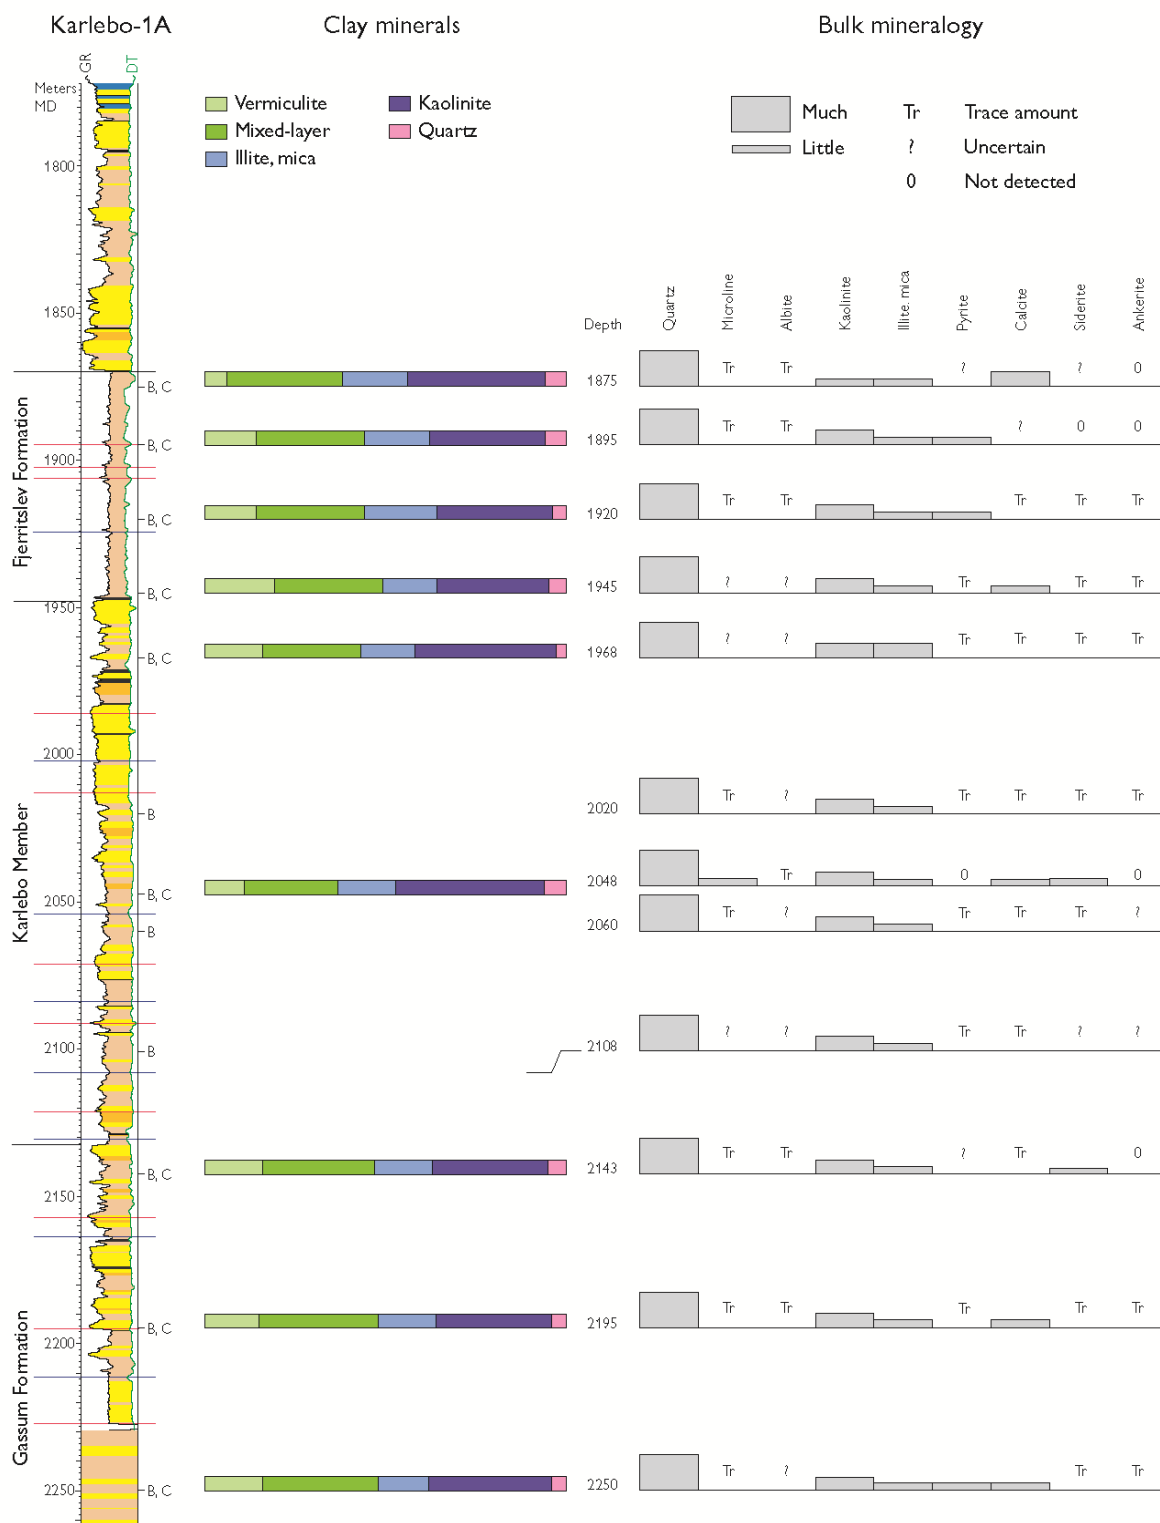 Karlebo-1A
Clay minerals
Bulk mineralogy
GR
DT
Meters
MD
Vermiculite
Mixed-layer
Illite, mica
Kaolinite
Quartz
Much
Little
Tr Trace amount
? Uncertain
0 Not detected
Depth Quartz Microline Albite Kaolinite Illite, mica Pyrite Calcite Siderite Ankerite
1800
1850
1900
1950
2000
2050
2100
2150
2200
2250
Fjerritslev Formation
Karlebo Member
Gassum Formation
B, C 1875 Tr Tr ? ? 0
B, C 1895 Tr Tr ? 0 0
B, C 1920 Tr Tr Tr Tr Tr
B, C 1945 ? ? Tr Tr Tr
B, C 1968 ? ? Tr Tr Tr Tr
B 2020 Tr ? Tr Tr Tr Tr
B, C 2048 Tr 0 0
B 2060 Tr ? Tr Tr Tr ?
B 2108 ? ? Tr Tr ? ?
B, C 2143 Tr Tr ? Tr 0
B, C 2195 Tr Tr Tr Tr Tr
B, C 2250 Tr ? Tr Tr